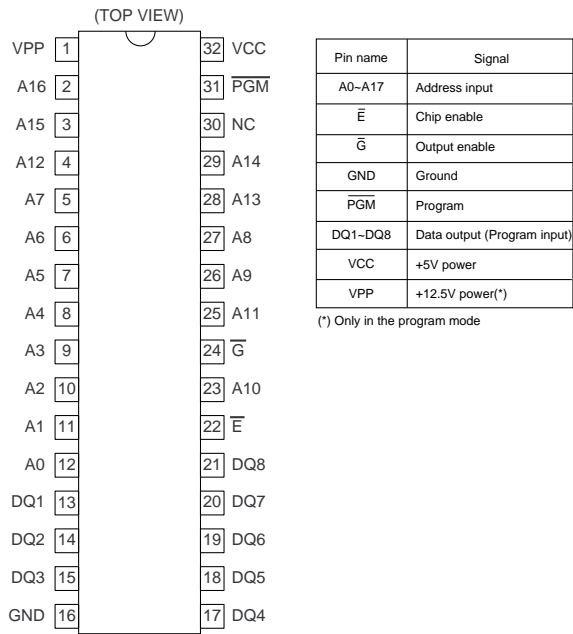 (TOP VIEW)
VPP 1 32 VCC
A16 2 31 P̅G̅M̅
A15 3 30 NC
A12 4 29 A14
A7 5 28 A13
A6 6 27 A8
A5 7 26 A9
A4 8 25 A11
A3 9 24 G̅
A2 10 23 A10
A1 11 22 E̅
A0 12 21 DQ8
DQ1 13 20 DQ7
DQ2 14 19 DQ6
DQ3 15 18 DQ5
GND 16 17 DQ4
Pin name Signal
A0~A17 Address input
E̅ Chip enable
G̅ Output enable
GND Ground
P̅G̅M̅ Program
DQ1~DQ8 Data output (Program input)
VCC +5V power
VPP +12.5V power(*)
(*) Only in the program mode